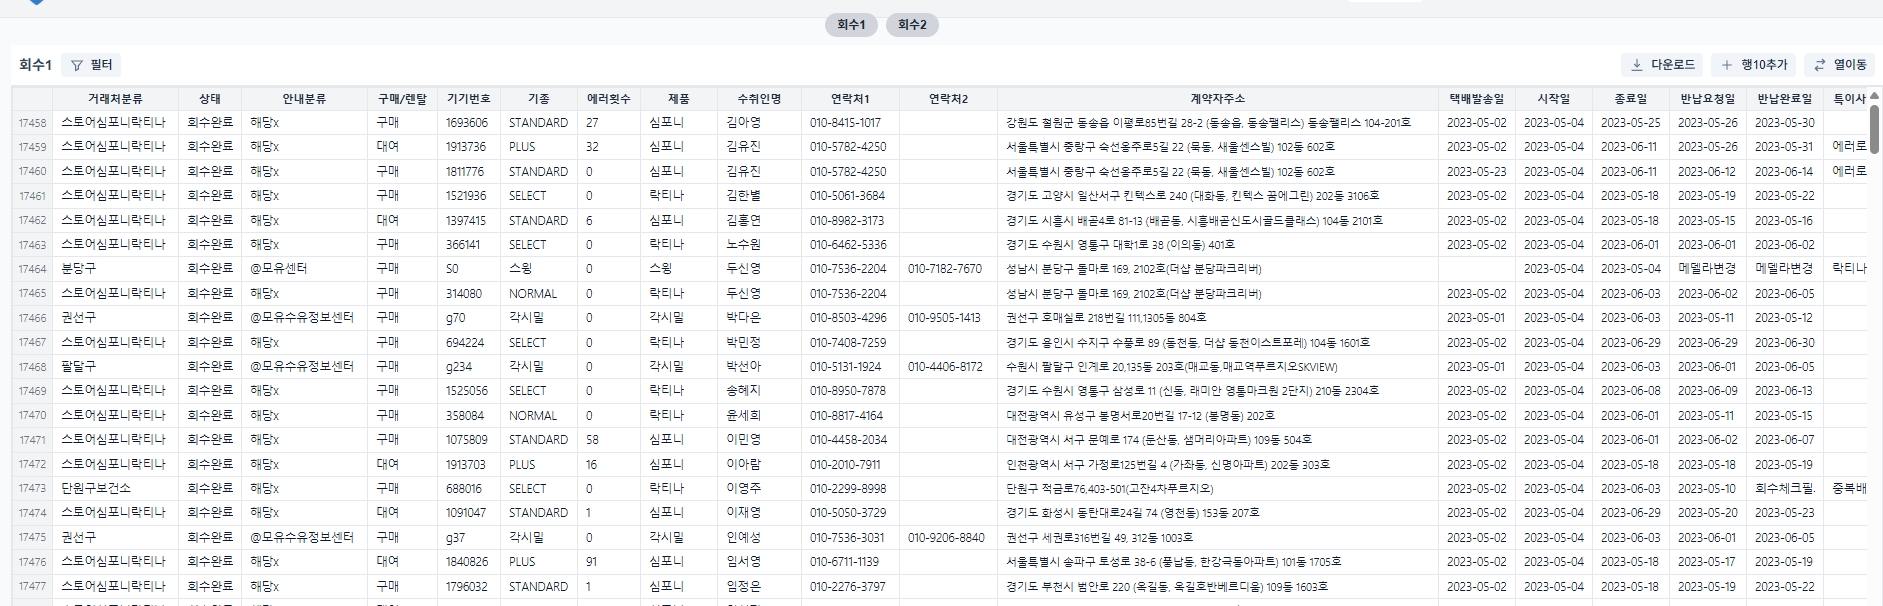 회수1 회수2
회수1 필터 다운로드 행10추가 열이동
거래처분류 상태 안내분류 구매/렌탈 기기번호 기종 에러횟수 제품 수취인명 연락처1 연락처2 계약자주소 택배발송일 시작일 종료일 반납요청일 반납완료일 특이사
17458 스토어심포니락티나 회수완료 해당x 구매 1693606 STANDARD 27 심포니 김아영 010-8415-1017 강원도 철원군 동송읍 이평로85번길 28-2 (동송읍, 동송팰리스) 동송팰리스 104-201호 2023-05-02 2023-05-04 2023-05-25 2023-05-26 2023-05-30
17459 스토어심포니락티나 회수완료 해당x 대여 1913736 PLUS 32 심포니 김유진 010-5782-4250 서울특별시 중랑구 숙선옹주로5길 22 (묵동, 새울센스빌) 102동 602호 2023-05-02 2023-05-04 2023-06-11 2023-05-26 2023-05-31 에러로
17460 스토어심포니락티나 회수완료 해당x 구매 1811776 STANDARD 0 심포니 김유진 010-5782-4250 서울특별시 중랑구 숙선옹주로5길 22 (묵동, 새울센스빌) 102동 602호 2023-05-23 2023-05-04 2023-06-11 2023-06-12 2023-06-14 에러로
17461 스토어심포니락티나 회수완료 해당x 구매 1521936 SELECT 0 락티나 김한별 010-5061-3684 경기도 고양시 일산서구 킨텍스로 240 (대화동, 킨텍스 꿈에그린) 202동 3106호 2023-05-02 2023-05-04 2023-05-18 2023-05-19 2023-05-22
17462 스토어심포니락티나 회수완료 해당x 대여 1397415 STANDARD 6 심포니 김홍연 010-8982-3173 경기도 시흥시 배곧4로 81-13 (배곧동, 시흥배곧신도시골드클래스) 104동 2101호 2023-05-02 2023-05-04 2023-05-18 2023-05-15 2023-05-16
17463 스토어심포니락티나 회수완료 해당x 구매 366141 SELECT 0 락티나 노수원 010-6462-5336 경기도 수원시 영통구 대학1로 38 (이의동) 401호 2023-05-02 2023-05-04 2023-06-01 2023-06-01 2023-06-02
17464 분당구 회수완료 @모유센터 구매 S0 스윙 0 스윙 두신영 010-7536-2204 010-7182-7670 성남시 분당구 돌마로 169, 2102호(더샵 분당파크리버) 2023-05-04 2023-05-04 메델라변경 메델라변경 락티나
17465 스토어심포니락티나 회수완료 해당x 구매 314080 NORMAL 0 락티나 두신영 010-7536-2204 성남시 분당구 돌마로 169, 2102호(더샵 분당파크리버) 2023-05-02 2023-05-04 2023-06-03 2023-06-02 2023-06-05
17466 권선구 회수완료 @모유수유정보센터 구매 g70 각시밀 0 각시밀 박다은 010-8503-4296 010-9505-1413 권선구 호매실로 218번길 111,1305동 804호 2023-05-01 2023-05-04 2023-06-03 2023-05-11 2023-05-12
17467 스토어심포니락티나 회수완료 해당x 구매 694224 SELECT 0 락티나 박민정 010-7408-7259 경기도 용인시 수지구 수풍로 89 (동천동, 더샵 동천이스트포레) 104동 1601호 2023-05-02 2023-05-04 2023-06-29 2023-06-29 2023-06-30
17468 팔달구 회수완료 @모유수유정보센터 구매 g234 각시밀 0 각시밀 박선아 010-5131-1924 010-4406-8172 수원시 팔달구 인계로 20,135동 203호(매교동,매교역푸르지오SKVIEW) 2023-05-01 2023-05-04 2023-06-03 2023-06-01 2023-06-05
17469 스토어심포니락티나 회수완료 해당x 구매 1525056 SELECT 0 락티나 송혜지 010-8950-7878 경기도 수원시 영통구 삼성로 11 (신동, 래미안 영통마크원 2단지) 210동 2304호 2023-05-02 2023-05-04 2023-06-08 2023-06-09 2023-06-13
17470 스토어심포니락티나 회수완료 해당x 구매 358084 NORMAL 0 락티나 윤세희 010-8817-4164 대전광역시 유성구 봉명서로20번길 17-12 (봉명동) 202호 2023-05-02 2023-05-04 2023-06-01 2023-05-11 2023-05-15
17471 스토어심포니락티나 회수완료 해당x 구매 1075809 STANDARD 58 심포니 이민영 010-4458-2034 대전광역시 서구 문예로 174 (둔산동, 샘머리아파트) 109동 504호 2023-05-02 2023-05-04 2023-06-01 2023-06-02 2023-06-07
17472 스토어심포니락티나 회수완료 해당x 대여 1913703 PLUS 16 심포니 이아람 010-2010-7911 인천광역시 서구 가정로125번길 4 (가좌동, 신명아파트) 202동 303호 2023-05-02 2023-05-04 2023-05-18 2023-05-18 2023-05-19
17473 단원구보건소 회수완료 해당x 구매 688016 SELECT 0 락티나 이영주 010-2299-8998 단원구 적금로76,403-501(고잔4차푸르지오) 2023-05-02 2023-05-04 2023-06-03 2023-05-10 회수체크필. 중복배
17474 스토어심포니락티나 회수완료 해당x 대여 1091047 STANDARD 1 심포니 이재영 010-5050-3729 경기도 화성시 동탄대로24길 74 (영천동) 153동 207호 2023-05-02 2023-05-04 2023-06-29 2023-05-20 2023-05-23
17475 권선구 회수완료 @모유수유정보센터 구매 g37 각시밀 0 각시밀 인예성 010-7536-3031 010-9206-8840 권선구 세권로316번길 49, 312동 1003호 2023-05-02 2023-05-04 2023-06-03 2023-06-01 2023-06-05
17476 스토어심포니락티나 회수완료 해당x 대여 1840826 PLUS 91 심포니 임서영 010-6711-1139 서울특별시 송파구 토성로 38-6 (풍납동, 한강극동아파트) 101동 1705호 2023-05-02 2023-05-04 2023-05-18 2023-05-17 2023-05-19
17477 스토어심포니락티나 회수완료 해당x 구매 1796032 STANDARD 1 심포니 임정은 010-2276-3797 경기도 부천시 범안로 220 (옥길동, 옥길호반베르디움) 109동 1603호 2023-05-02 2023-05-04 2023-05-18 2023-05-19 2023-05-22